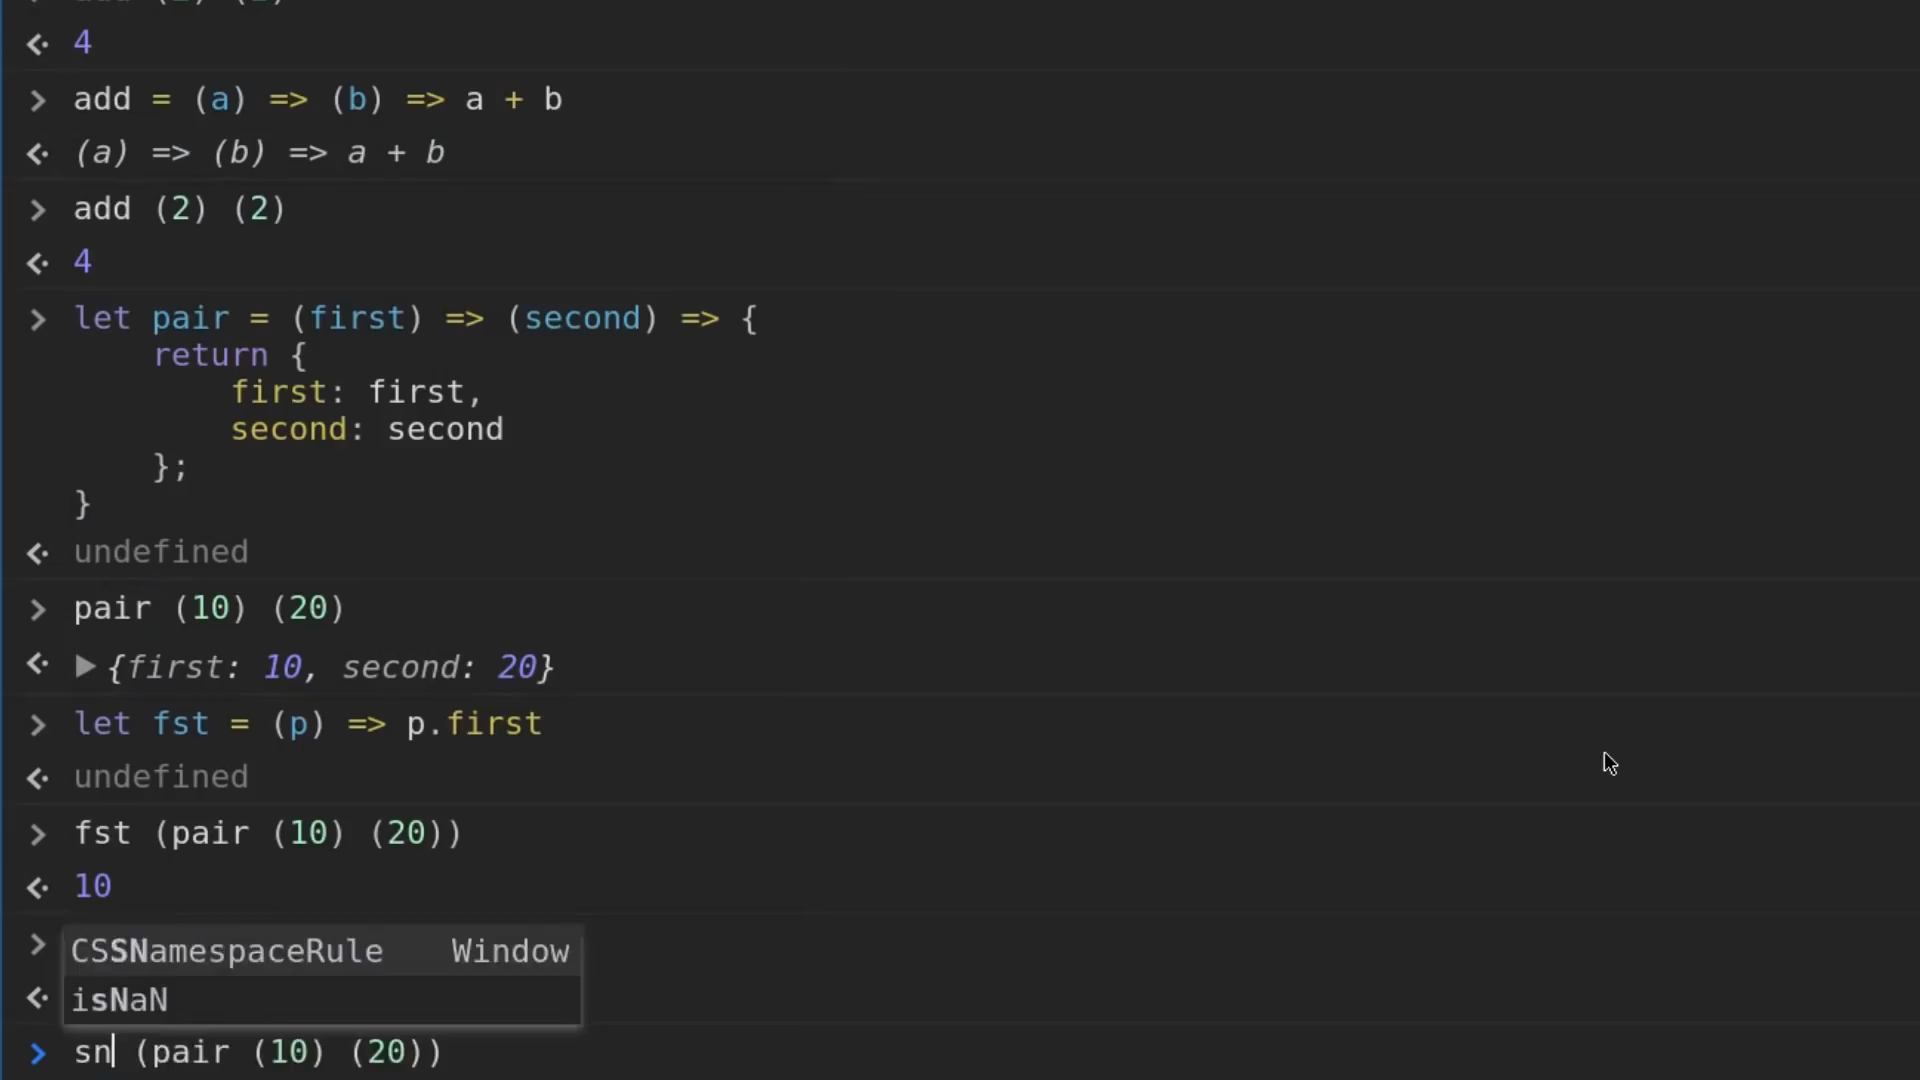 4
> add = (a) => (b) => a + b
(a) => (b) => a + b
> add (2) (2)
4
> let pair = (first) => (second) => {
return {
first: first,
second: second
};
}
undefined
> pair (10) (20)
{first: 10, second: 20}
> let fst = (p) => p.first
undefined
> fst (pair (10) (20))
10
CSSNamespaceRule Window
isNaN
> sn (pair (10) (20))